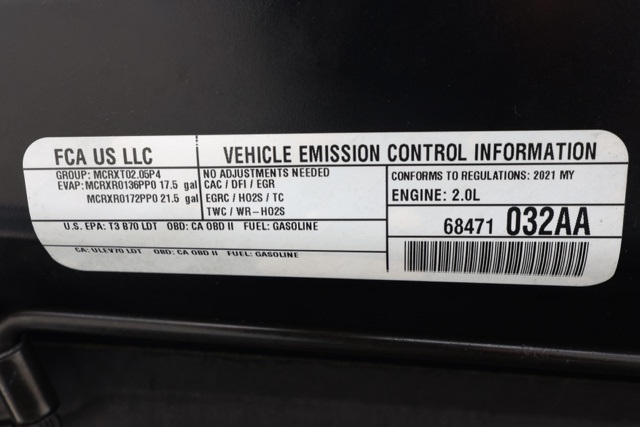 FCA US LLC
VEHICLE EMISSION CONTROL INFORMATION
GROUP: MCRXT02.05P4
EVAP: MCRXR0136PP0 17.5 gal
MCRXR0172PP0 21.5 gal
NO ADJUSTMENTS NEEDED
CAC / DFI / EGR
EGRC / HO2S / TC
TWC / WR-HO2S
CONFORMS TO REGULATIONS: 2021 MY
ENGINE: 2.0L
U.S. EPA: T3 B70 LDT OBD: CA OBD II FUEL: GASOLINE
CA: ULEV70 LDT OBD: CA OBD II FUEL: GASOLINE
68471 032AA